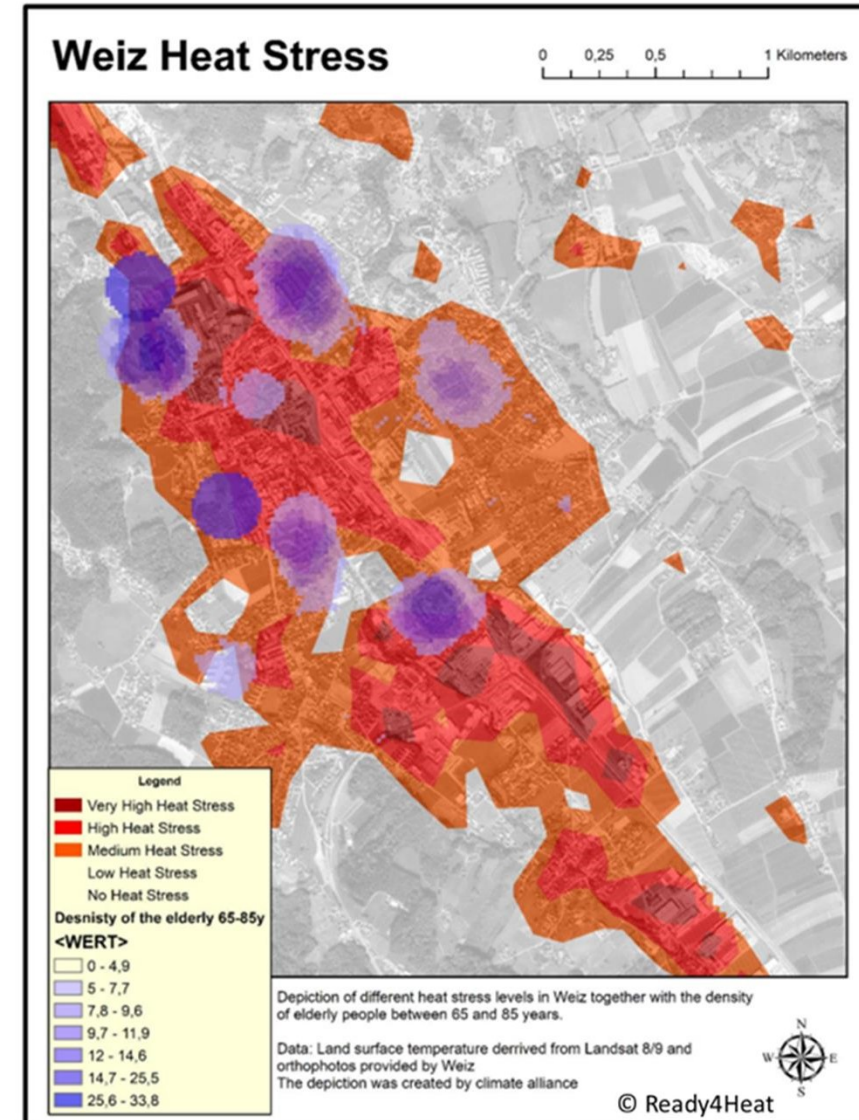 Weiz Heat Stress
0 0,25 0,5 1 Kilometers
Legend
Very High Heat Stress
High Heat Stress
Medium Heat Stress
Low Heat Stress
No Heat Stress
Desnisty of the elderly 65-85y
<WERT>
0 - 4,9
5 - 7,7
7,8 - 9,6
9,7 - 11,9
12 - 14,6
14,7 - 25,5
25,6 - 33,8
Depiction of different heat stress levels in Weiz together with the density
of elderly people between 65 and 85 years.
Data: Land surface temperature derrived from Landsat 8/9 and
orthophotos provided by Weiz
The depiction was created by climate alliance
N
W E
S
© Ready4Heat